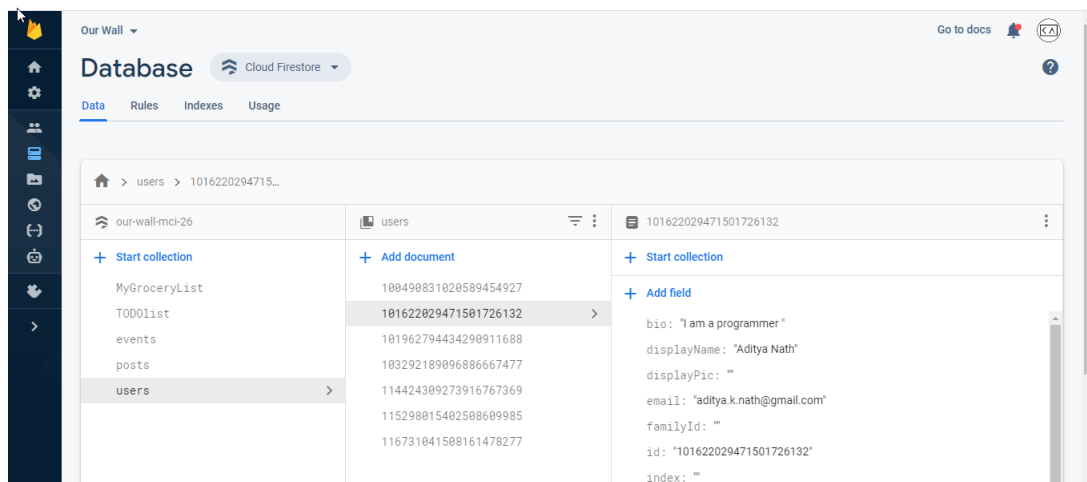 Our Wall
Go to docs
Database
Cloud Firestore
Data Rules Indexes Usage
users > 1016220294715...
our-wall-mci-26
Start collection
MyGroceryList
TODOlist
events
posts
users
users
Add document
100490831020589454927
101622029471501726132
101962794434290911688
103292189096886667477
114424309273916767369
115298015402508609985
116731041508161478277
101622029471501726132
Start collection
Add field
bio: "I am a programmer "
displayName: "Aditya Nath"
displayPic: ""
email: "aditya.k.nath@gmail.com"
familyId: ""
id: "101622029471501726132"
index: ""